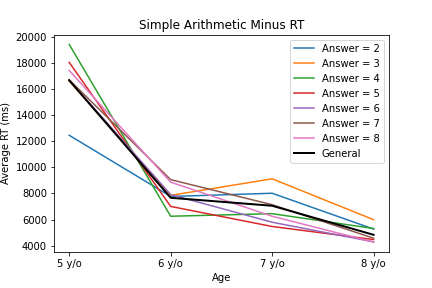 Simple Arithmetic Minus RT
20000
18000
16000
14000
12000
10000
8000
6000
4000
Average RT (ms)
Answer = 2
Answer = 3
Answer = 4
Answer = 5
Answer = 6
Answer = 7
Answer = 8
General
5 y/o 6 y/o 7 y/o 8 y/o
Age